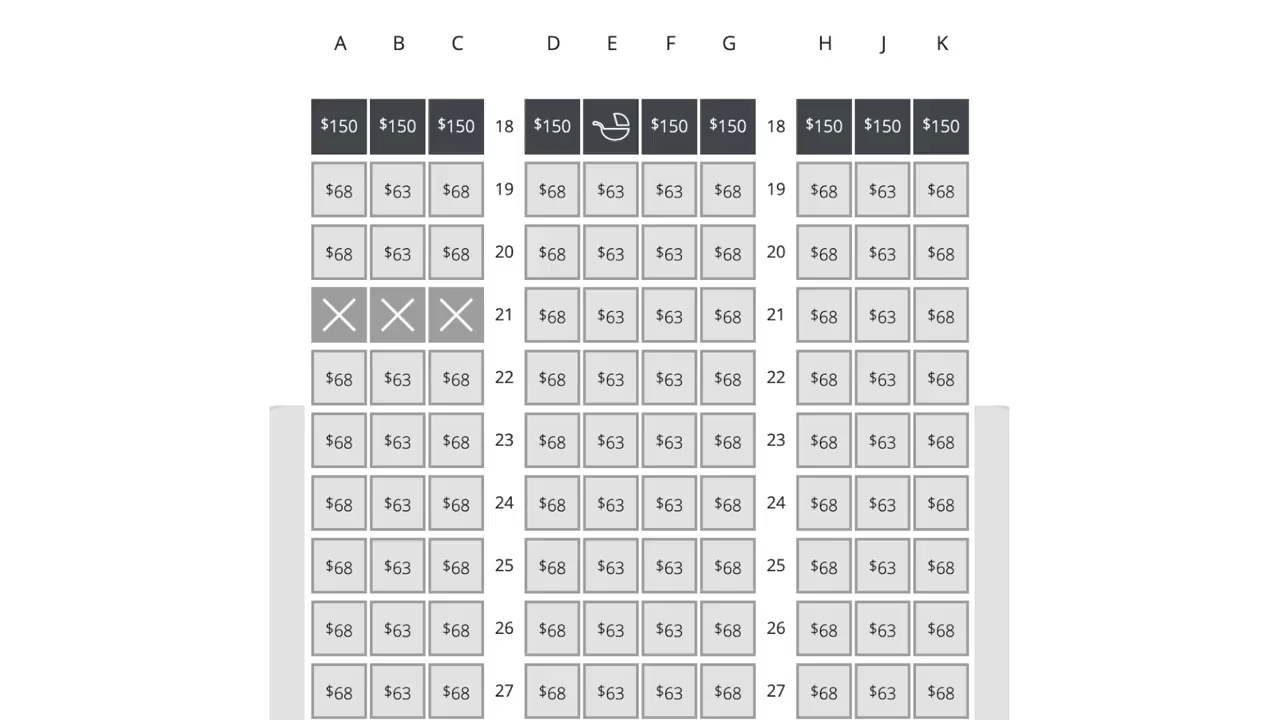 A B C D E F G H J K
$150 $150 $150 18 $150 $150 $150 18 $150 $150 $150
$68 $63 $68 19 $68 $63 $63 $68 19 $68 $63 $68
$68 $63 $68 20 $68 $63 $63 $68 20 $68 $63 $68
21 $68 $63 $63 $68 21 $68 $63 $68
$68 $63 $68 22 $68 $63 $63 $68 22 $68 $63 $68
$68 $63 $68 23 $68 $63 $63 $68 23 $68 $63 $68
$68 $63 $68 24 $68 $63 $63 $68 24 $68 $63 $68
$68 $63 $68 25 $68 $63 $63 $68 25 $68 $63 $68
$68 $63 $68 26 $68 $63 $63 $68 26 $68 $63 $68
$68 $63 $68 27 $68 $63 $63 $68 27 $68 $63 $68